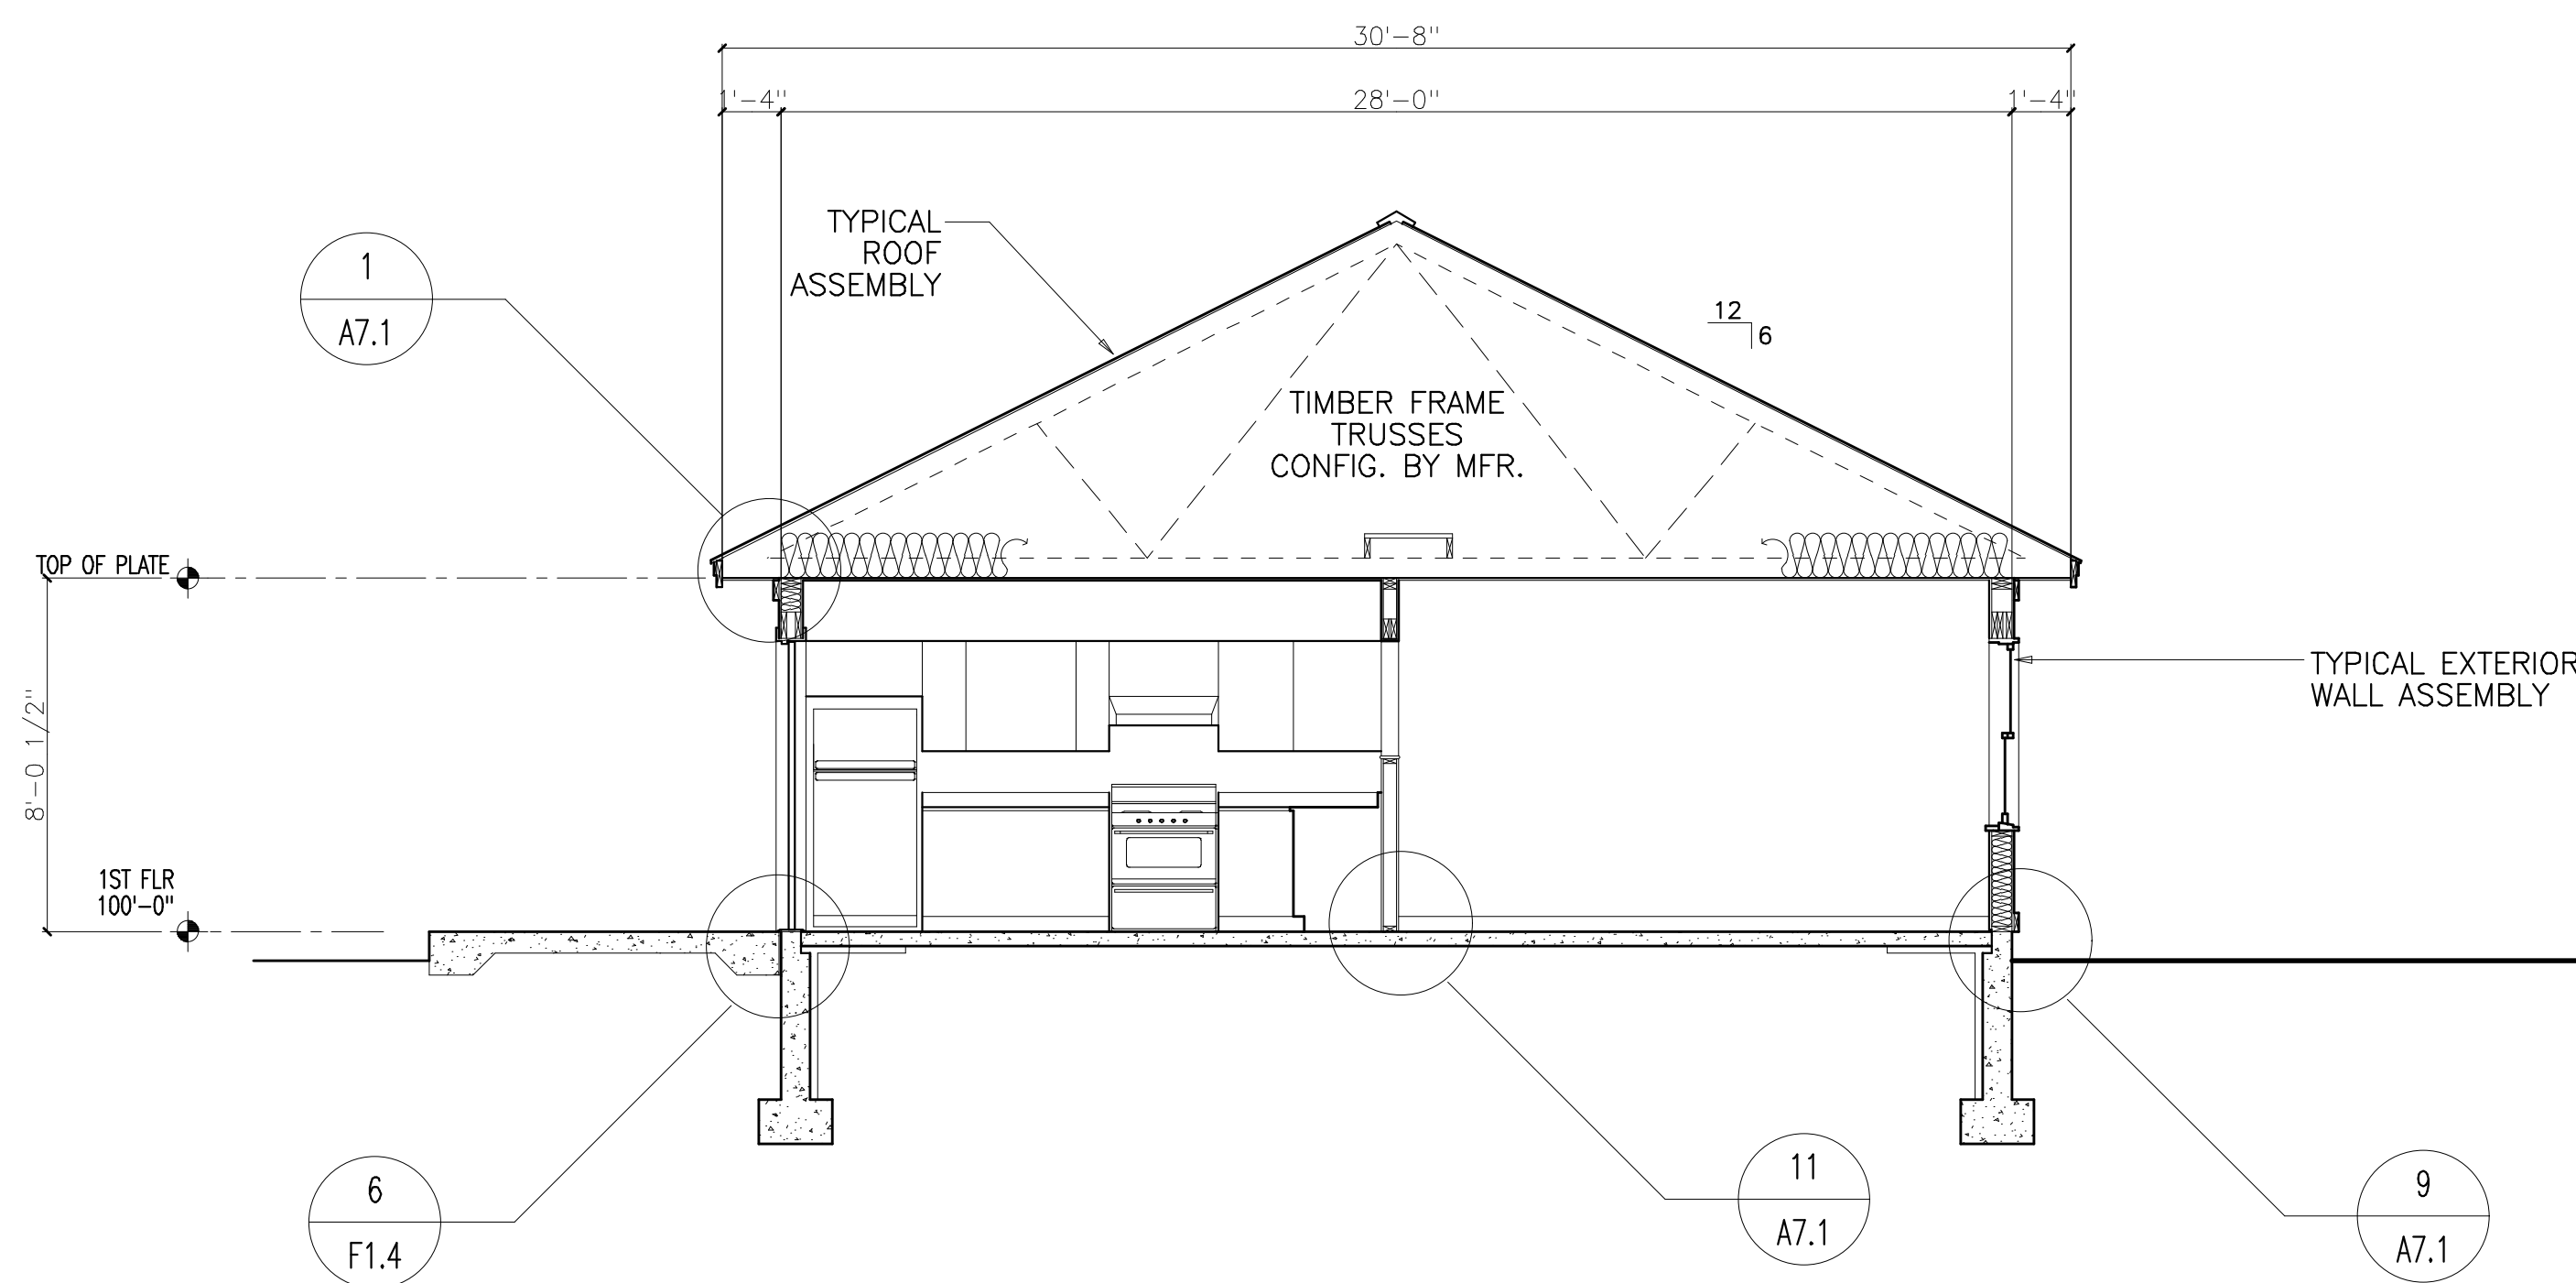 30'-8"
1'-4"
28'-0"
1'-4"
TYPICAL
ROOF
ASSEMBLY
1
A7.1
12
6
TIMBER FRAME
TRUSSES
CONFIG. BY MFR.
TOP OF PLATE
8'-0 1/2"
TYPICAL EXTERIOR
WALL ASSEMBLY
1ST FLR
100'-0"
6
F1.4
11
A7.1
9
A7.1